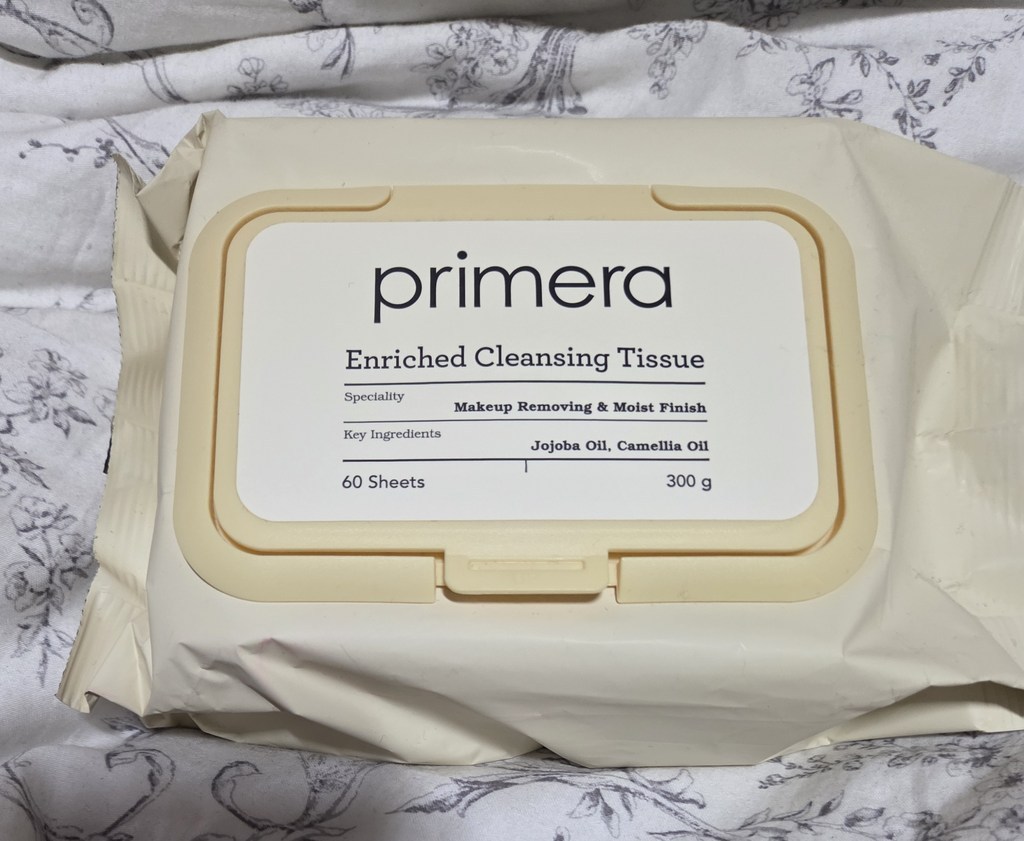 primera
Enriched Cleansing Tissue
Speciality
Makeup Removing & Moist Finish
Key Ingredients
Jojoba Oil, Camellia Oil
60 Sheets 300 g